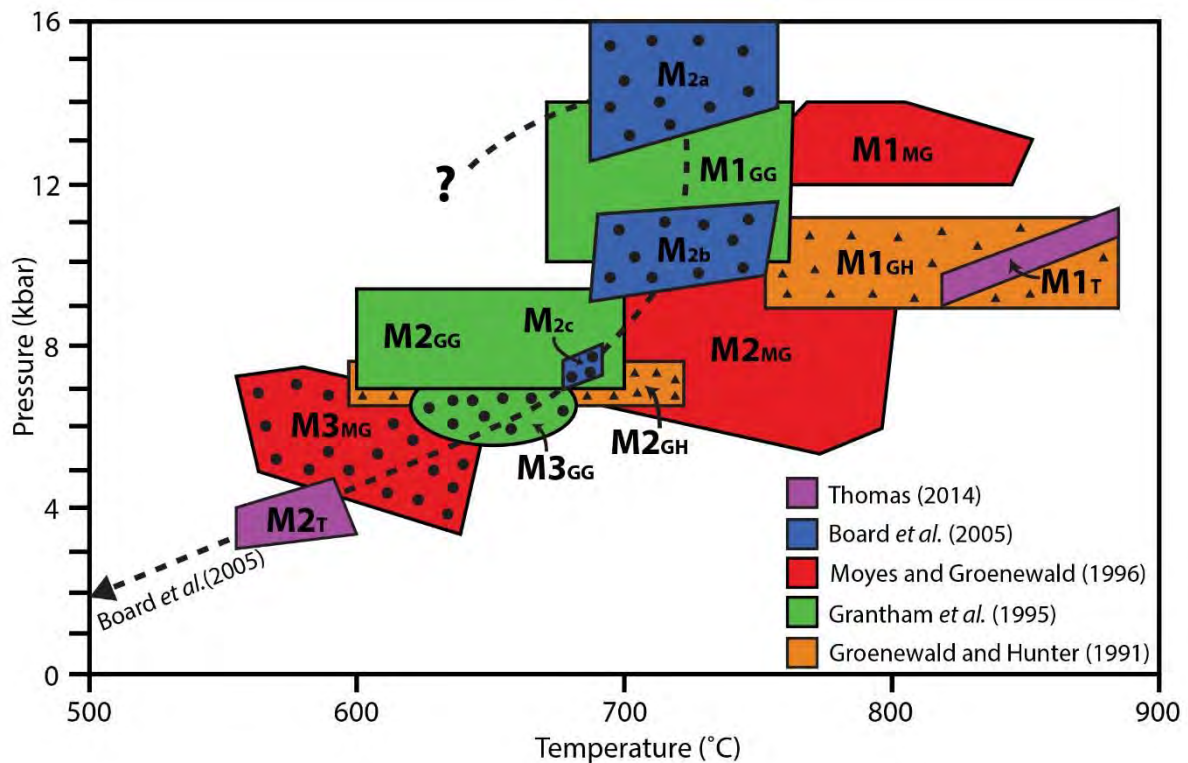 16
12
8
4
0
Pressure (kbar)
500
600
700
800
900
Temperature (˚C)
M2a
M1GG
M1MG
?
M2b
M1GH
M1T
M2GG
M2c
M2MG
M3MG
M2GH
M3GG
M2T
Board et al.(2005)
Thomas (2014)
Board et al. (2005)
Moyes and Groenewald (1996)
Grantham et al. (1995)
Groenewald and Hunter (1991)